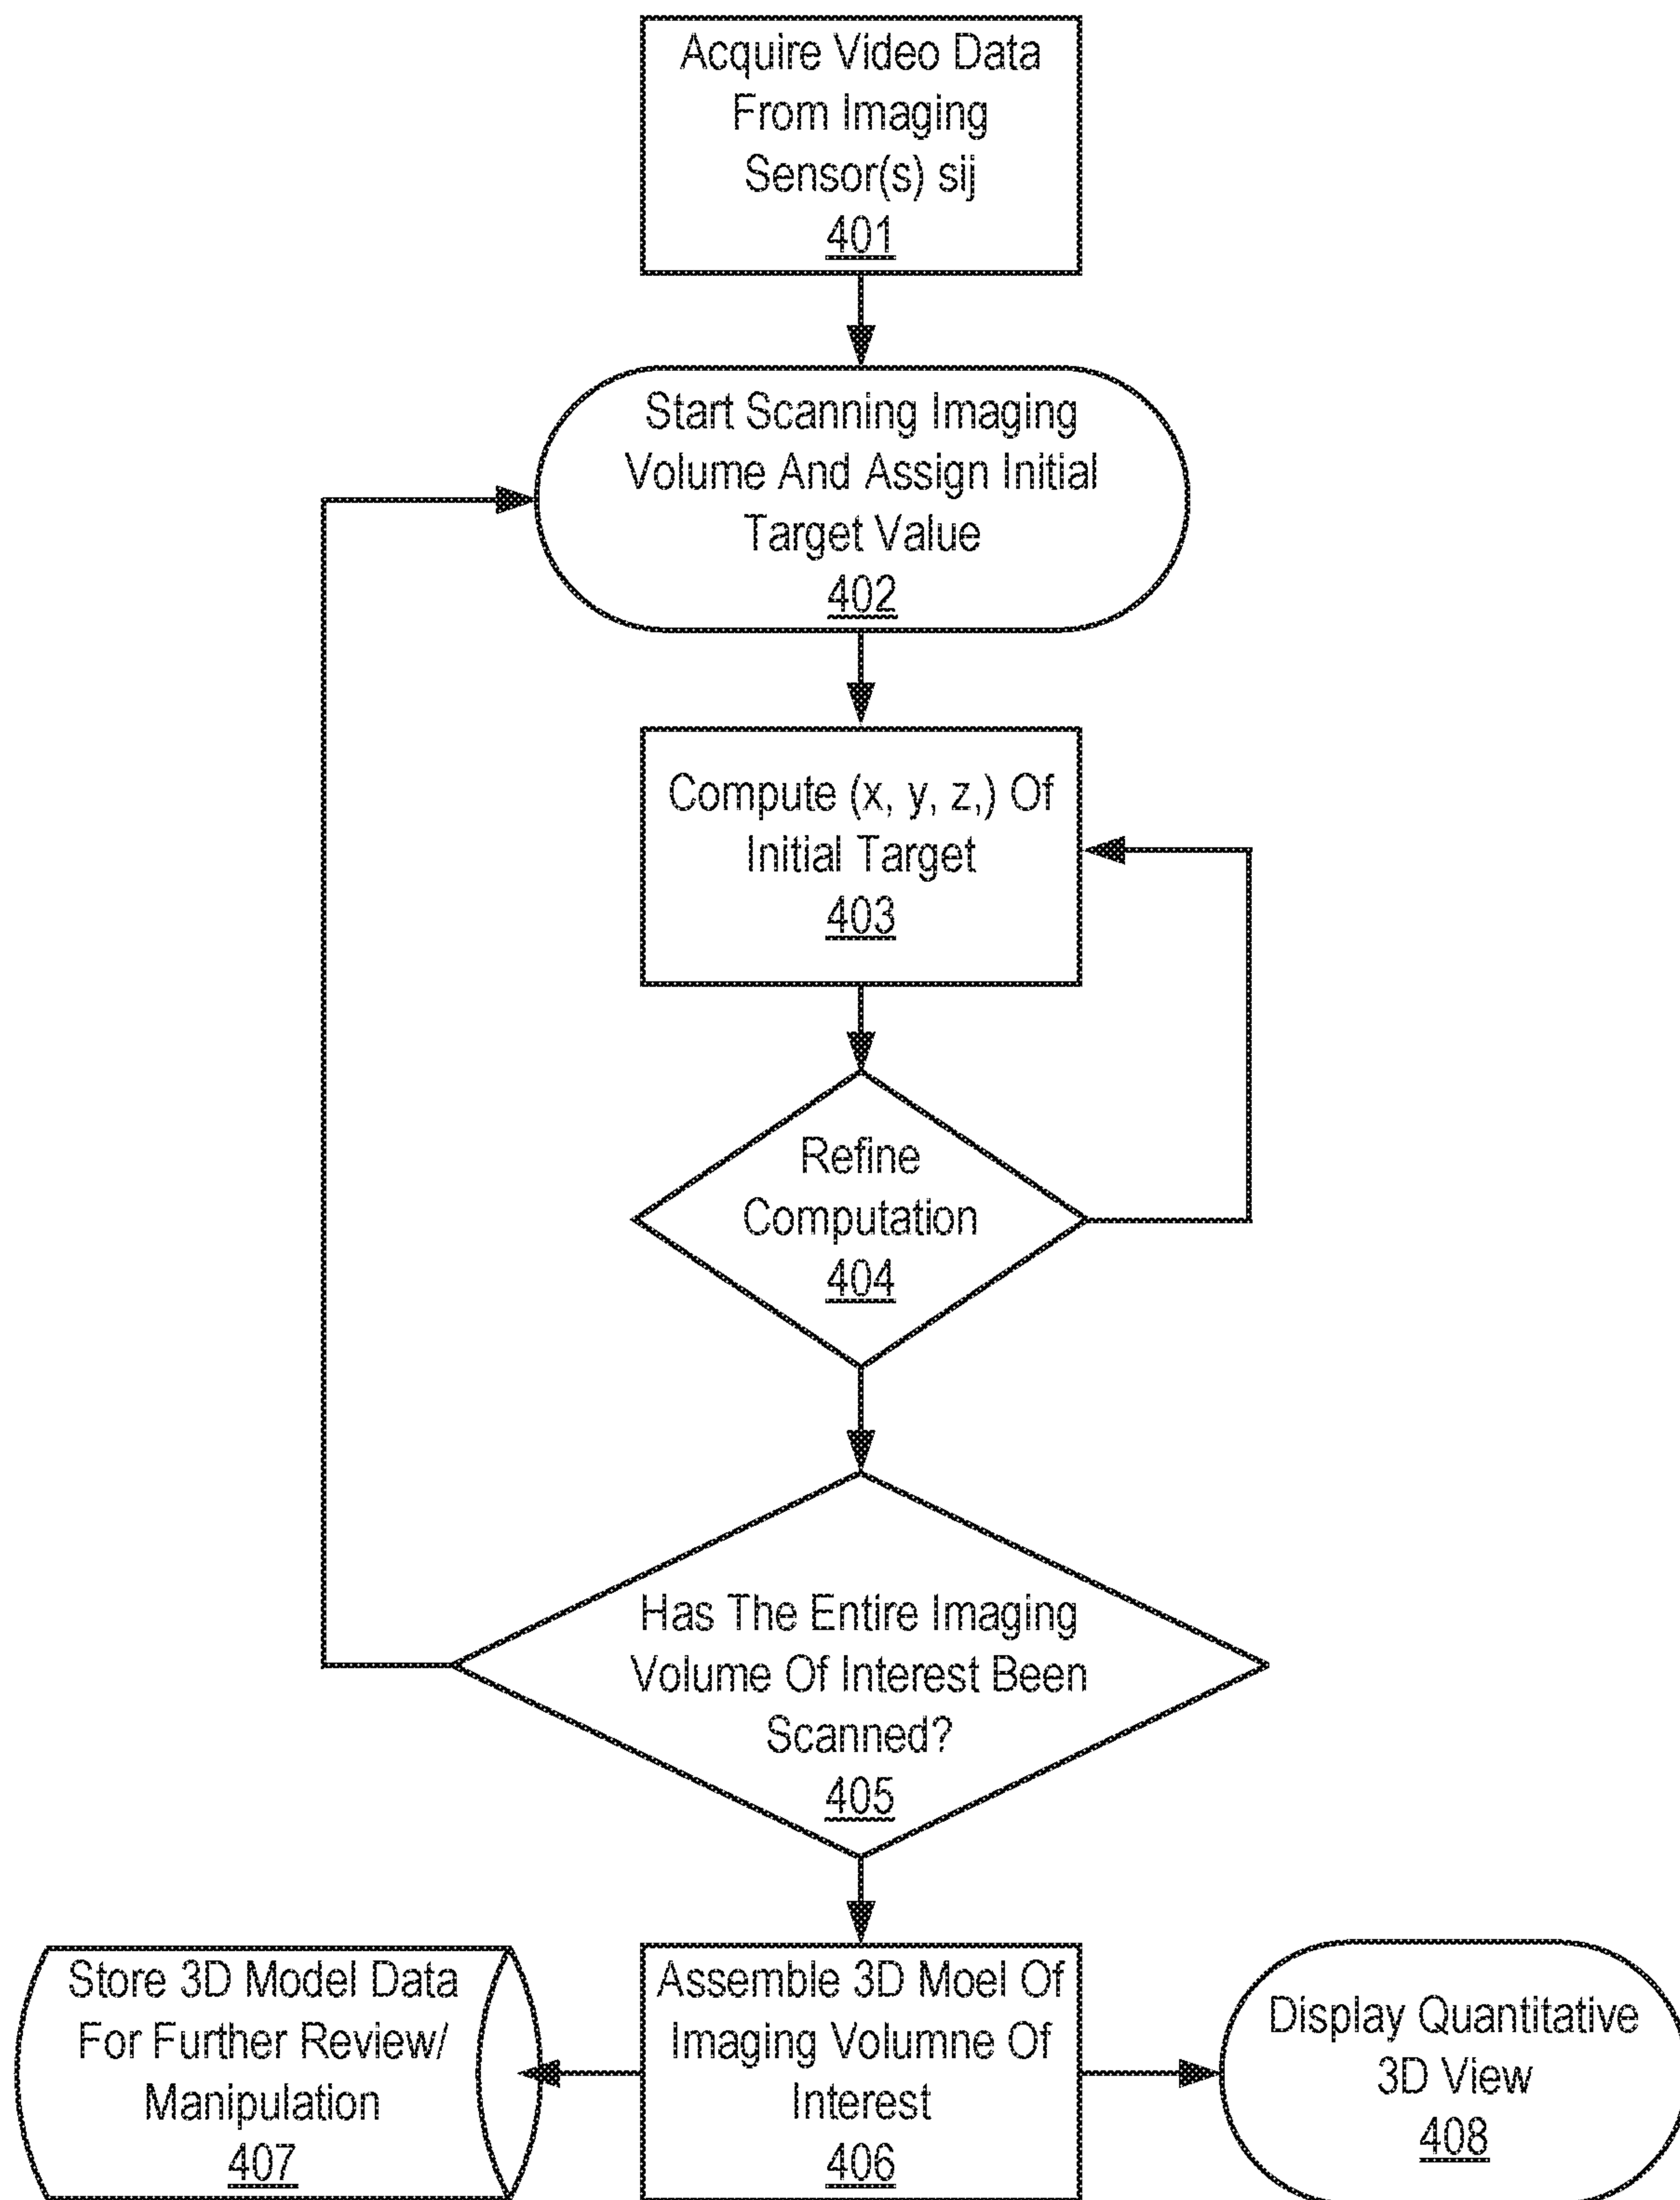 Acquire Video Data
From Imaging
Sensor(s) sij
401
Start Scanning Imaging
Volume And Assign Initial
Target Value
402
Compute (x, y, z,) Of
Initial Target
403
Refine
Computation
404
Has The Entire Imaging
Volume Of Interest Been
Scanned?
405
Store 3D Model Data
For Further Review/
Manipulation
407
Assemble 3D Moel Of
Imaging Volumne Of
Interest
406
Display Quantitative
3D View
408